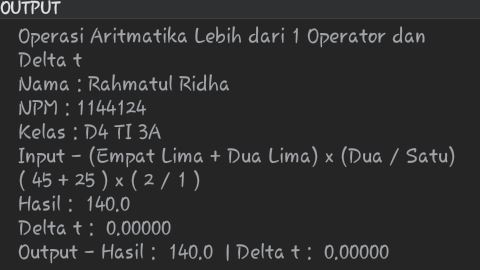 OUTPUT
Operasi Aritmatika Lebih dari 1 Operator dan
Delta t
Nama : Rahmatul Ridha
NPM : 1144124
Kelas : D4 TI 3A
Input - (Empat Lima + Dua Lima) x (Dua / Satu)
( 45 + 25 ) x ( 2 / 1 )
Hasil :  140.0
Delta t :  0.00000
Output - Hasil :  140.0  | Delta t :  0.00000